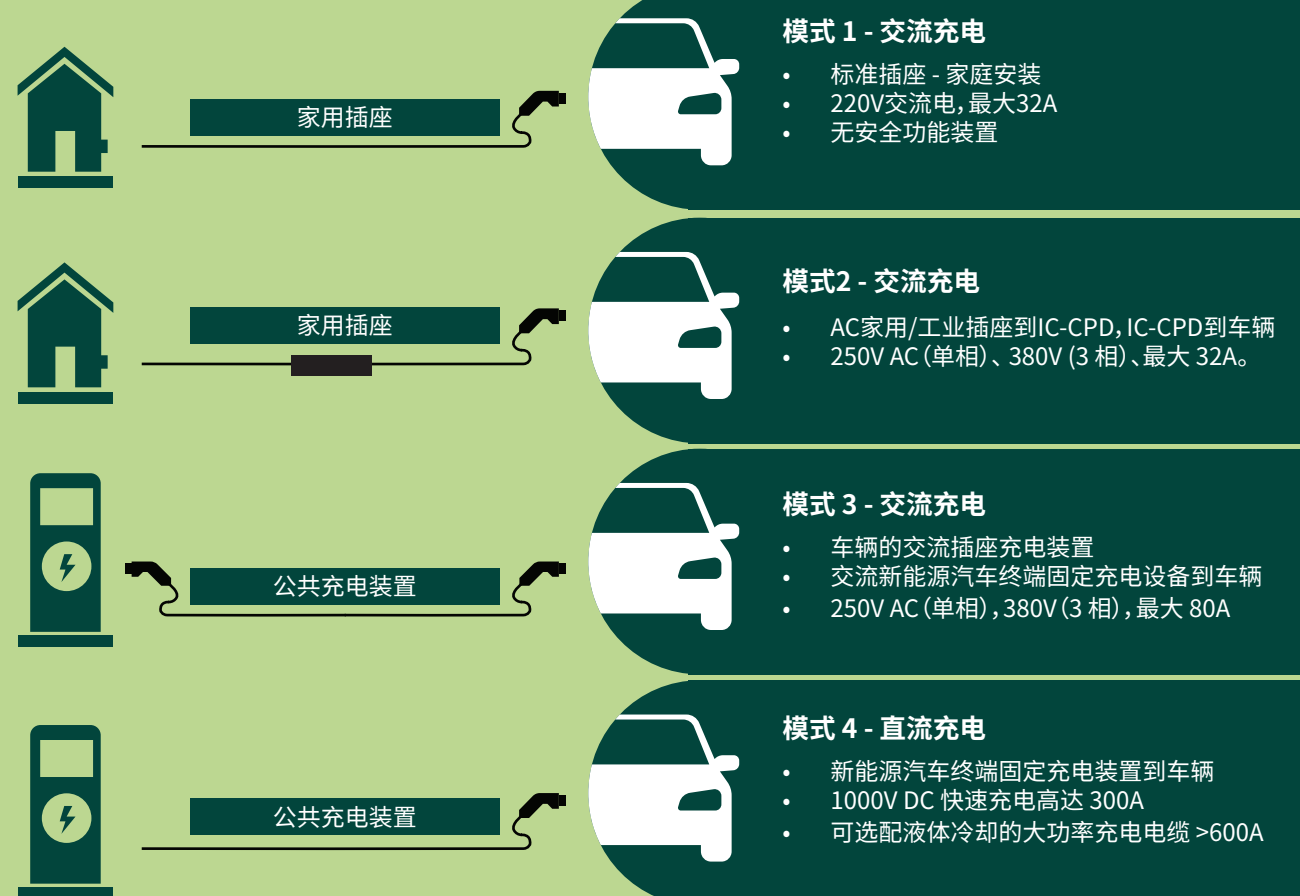 模式 1 - 交流充电
• 标准插座 - 家庭安装
• 220V交流电，最大32A
• 无安全功能装置
家用插座
模式2 - 交流充电
• AC家用/工业插座到IC-CPD，IC-CPD到车辆
• 250V AC（单相）、380V (3 相)、最大 32A。
家用插座
模式 3 - 交流充电
• 车辆的交流插座充电装置
• 交流新能源汽车终端固定充电设备到车辆
• 250V AC（单相），380V（3 相），最大 80A
公共充电装置
模式 4 - 直流充电
• 新能源汽车终端固定充电装置到车辆
• 1000V DC 快速充电高达 300A
• 可选配液体冷却的大功率充电电缆 >600A
公共充电装置